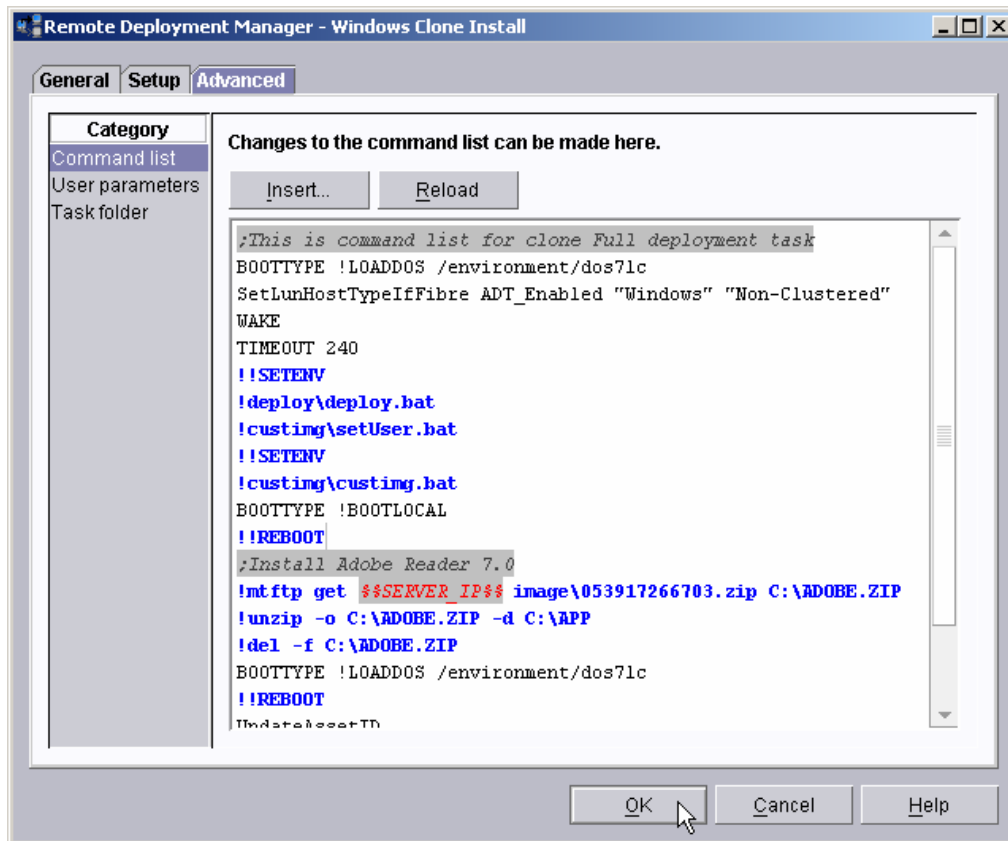 Remote Deployment Manager - Windows Clone Install
General Setup Advanced
Category
Command list
User parameters
Task folder
Changes to the command list can be made here.
Insert... Reload
;This is command list for clone Full deployment task
BOOTTYPE !LOADDOS /environment/dos71c
SetLunHostTypeIfFibre ADT_Enabled "Windows" "Non-Clustered"
WAKE
TIMEOUT 240
!!SETENV
!deploy\deploy.bat
!custimg\setUser.bat
!!SETENV
!custimg\custimg.bat
BOOTTYPE !BOOTLOCAL
!!REBOOT
;Install Adobe Reader 7.0
!mtftp get %%SERVER_IP%% image\053917266703.zip C:\ADOBE.ZIP
!unzip -o C:\ADOBE.ZIP -d C:\APP
!del -f C:\ADOBE.ZIP
BOOTTYPE !LOADDOS /environment/dos71c
!!REBOOT
UpdateAssetID
OK Cancel Help